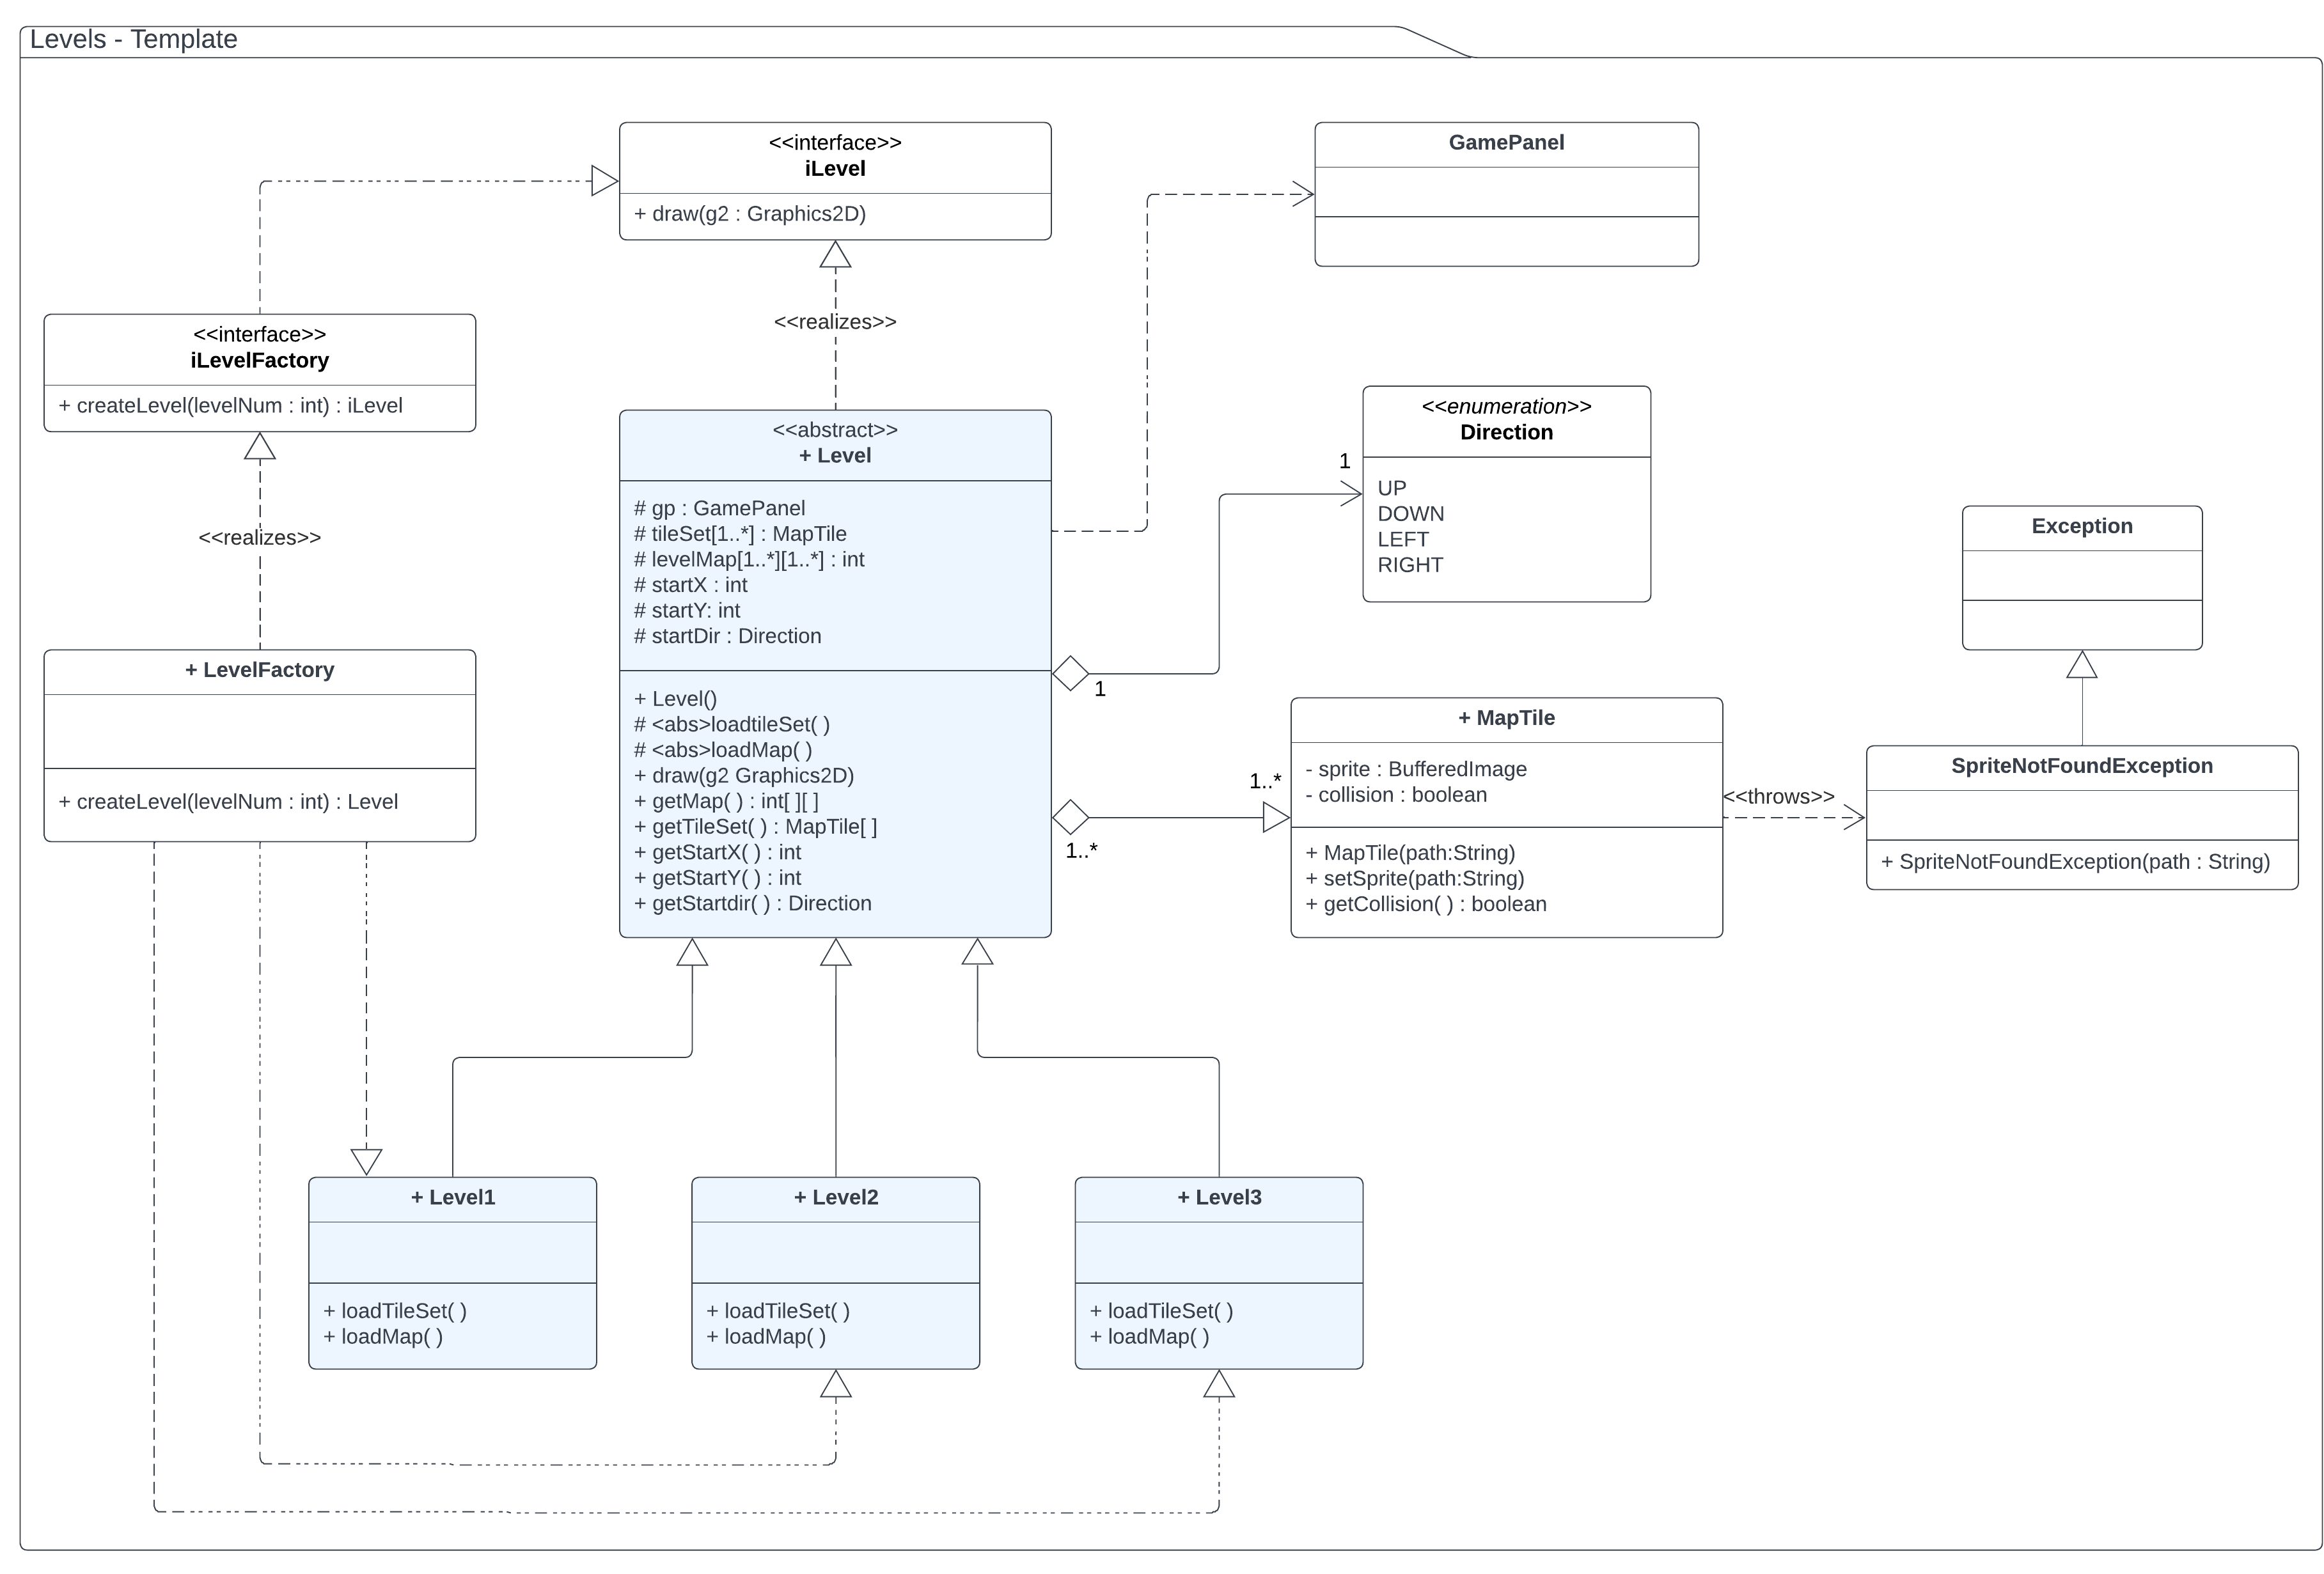 Levels - Template
<<interface>>
iLevel
+ draw(g2 : Graphics2D)
GamePanel
<<realizes>>
<<interface>>
iLevelFactory
+ createLevel(levelNum : int) : iLevel
<<realizes>>
+ LevelFactory
+ createLevel(levelNum : int) : Level
<<abstract>>
+ Level
# gp : GamePanel
# tileSet[1..*] : MapTile
# levelMap[1..*][1..*] : int
# startX : int
# startY: int
# startDir : Direction
+ Level()
# <abs>loadtileSet( )
# <abs>loadMap( )
+ draw(g2 Graphics2D)
+ getMap( ) : int[ ][ ]
+ getTileSet( ) : MapTile[ ]
+ getStartX( ) : int
+ getStartY( ) : int
+ getStartdir( ) : Direction
1
1
<<enumeration>>
Direction
UP
DOWN
LEFT
RIGHT
1..*
1..*
+ MapTile
- sprite : BufferedImage
- collision : boolean
+ MapTile(path:String)
+ setSprite(path:String)
+ getCollision( ) : boolean
<<throws>>
Exception
SpriteNotFoundException
+ SpriteNotFoundException(path : String)
+ Level1
+ loadTileSet( )
+ loadMap( )
+ Level2
+ loadTileSet( )
+ loadMap( )
+ Level3
+ loadTileSet( )
+ loadMap( )